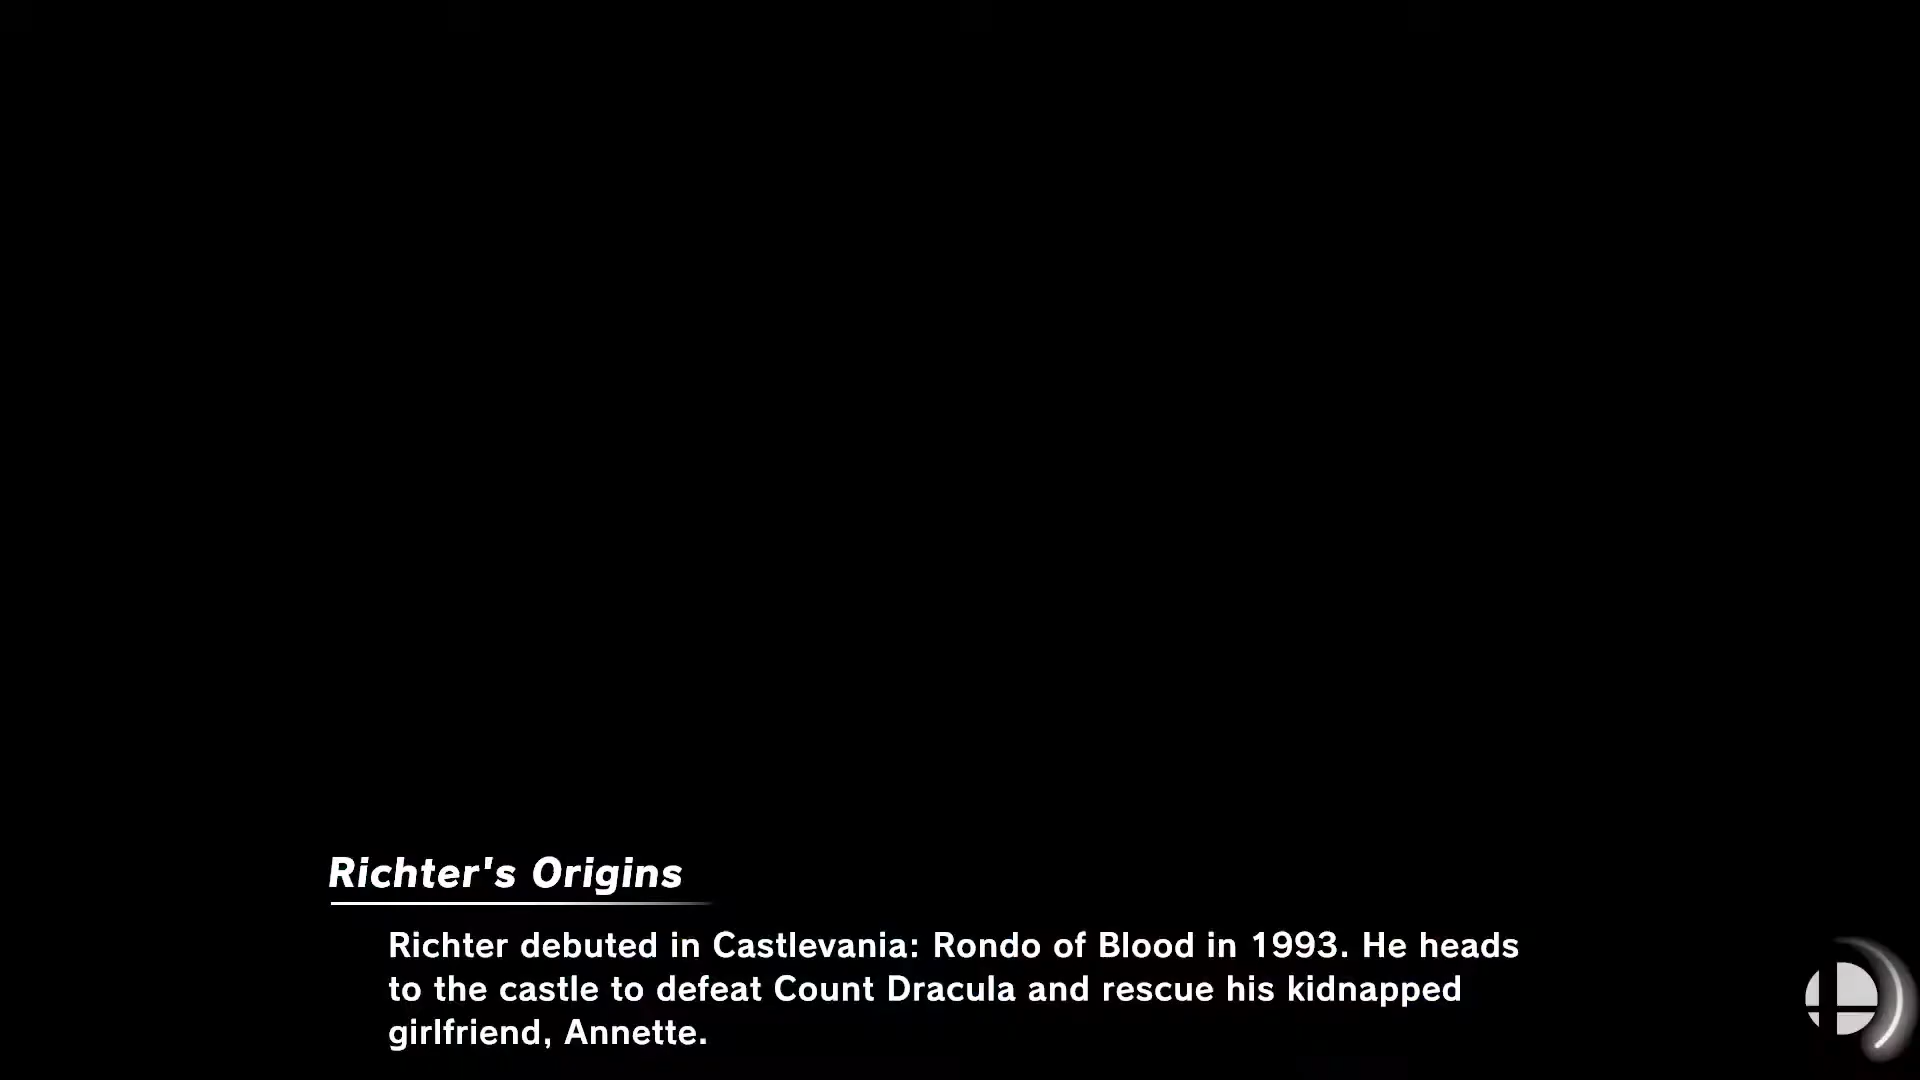 Richter's Origins
Richter debuted in Castlevania: Rondo of Blood in 1993. He heads
to the castle to defeat Count Dracula and rescue his kidnapped
girlfriend, Annette.